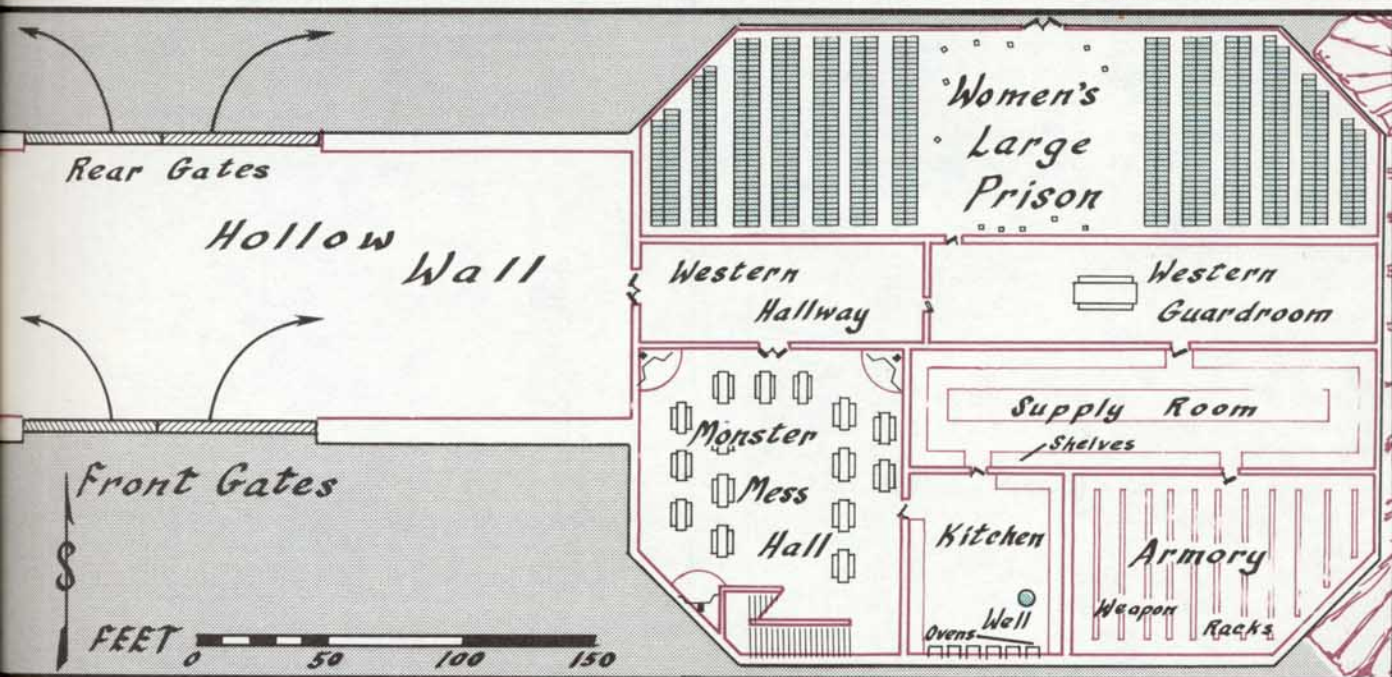 Rear Gates
Hollow
Wall
Front Gates
S
FEET
0 50 100 150
Women's
Large
Prison
Western
Hallway
Western
Guardroom
Monster
Mess
Hall
Supply Room
Shelves
Kitchen
Well
Ovens
Armory
Weapon
Racks